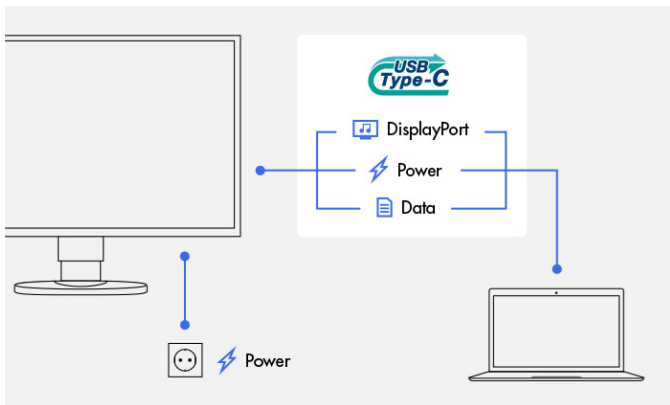 USB
Type-C
DisplayPort
Power
Data
Power